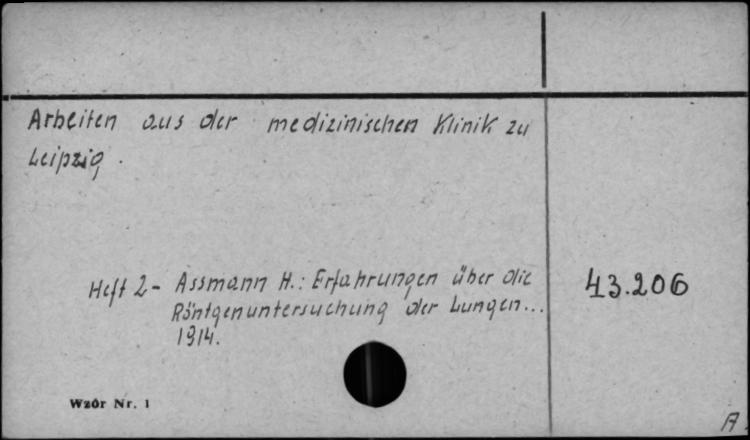 Arbeiten aus der medizinischen Klinik zu
Leipzig.
Heft 2 - Assmann H.: Erfahrungen über die
Röntgenuntersuchung der Lungen...
1914.
43.206
Wzór Nr. 1
A.